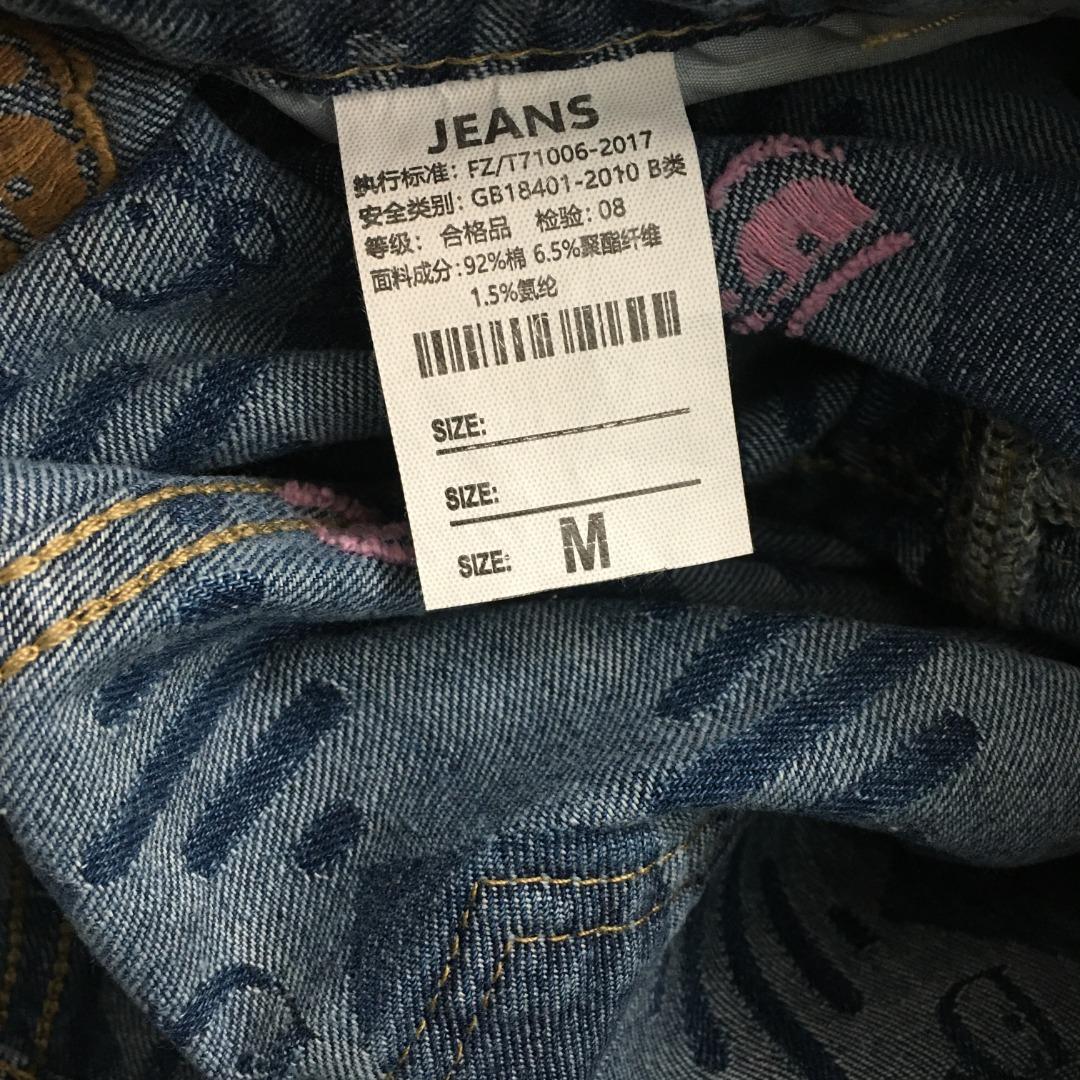 JEANS
执行标准: FZ/T71006-2017
安全类别: GB18401-2010 B类
等级: 合格品 检验: 08
面料成分: 92%棉 6.5%聚酯纤维
1.5%氨纶
SIZE:
SIZE:
SIZE: M